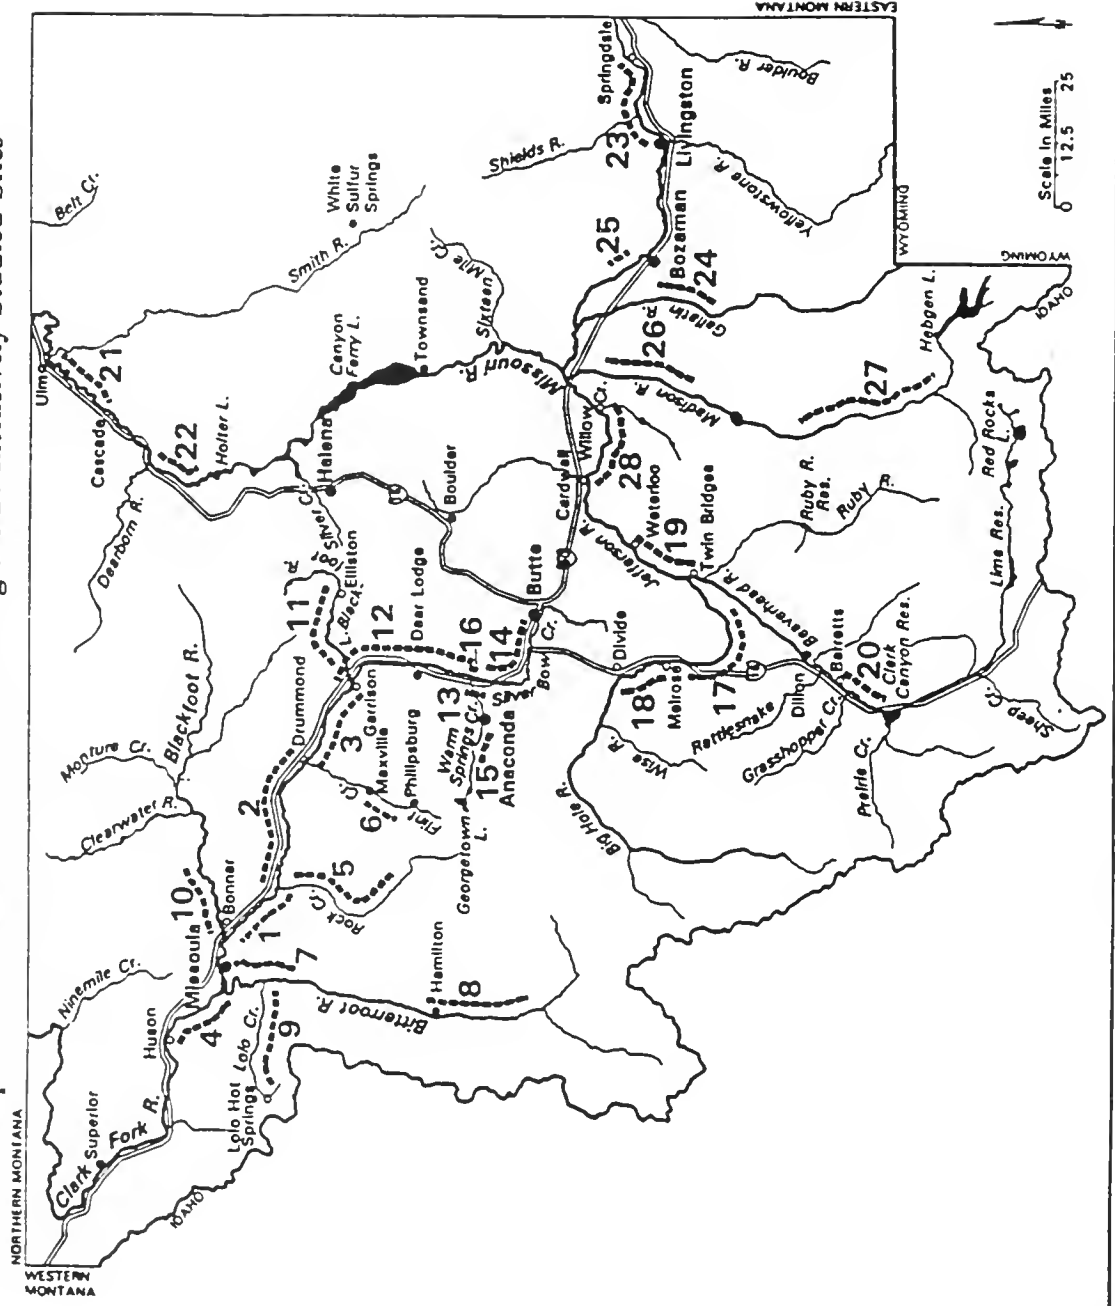 NORTHERN MONTANA
WESTERN
MONTANA
EASTERN MONTANA
WYOMING
WYOMING
IDAHO
IDAHO
Scale In Miles
0 12.5 25
Clark Fork R.
Superior
Huson
Ninemile Cr.
Missoula
Bonner
Lolo Hot
Springs
Lolo Cr.
Bitterroot R.
Hamilton
Clearwater R.
Monture Cr.
Blackfoot R.
Rock Cr.
Drummond
Garrison
Maxville
Philipsburg
Flint Cr.
Georgetown
L.
Warm
Springs Cr.
Anaconda
Deer Lodge
L. Blackfoot R.
Elliston
Silver Bow Cr.
Butte
Silver Cr.
Helena
Dearborn R.
Cascade
Ulm
Holter L.
Belt Cr.
Smith R.
White
Sulfur
Springs
Canyon
Ferry L.
Townsend
Sixteen Mile Cr.
Missouri
R.
Boulder
Cardwell
Willow Cr.
Waterloo
Jefferson R.
Twin Bridges
Divide
Melrose
Wise R.
Big Hole R.
Rattlesnake
Dillon
Beaverhead R.
Barretts
Grasshopper Cr.
Clark
Canyon Res.
Prairie Cr.
Sheep Cr.
Ruby R.
Res.
Ruby R.
Lima Res.
Red Rocks
L.
Hebgen L.
Madison R.
Gallatin
R.
Bozeman
Livingston
Springdale
Shields R.
Yellowstone R.
Boulder R.
1
2
3
4
5
6
7
8
9
10
11
12
13
14
15
16
17
18
19
20
21
22
23
24
25
26
27
28